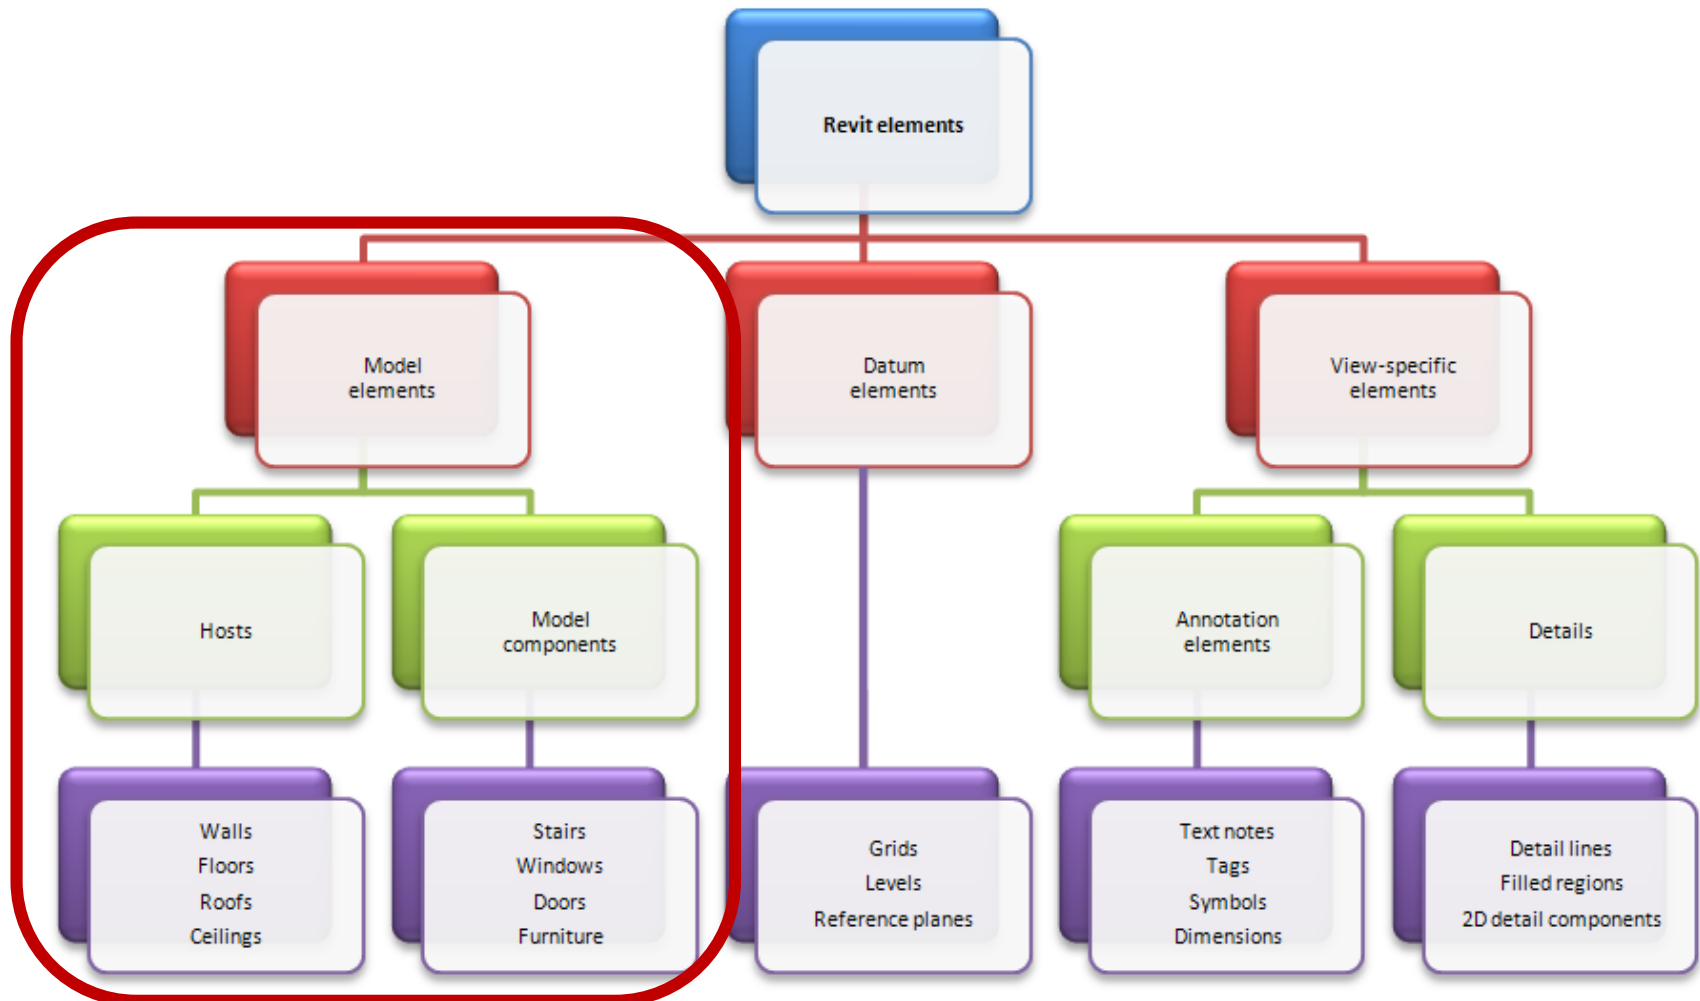 Revit elements
Model
elements
Datum
elements
View-specific
elements
Hosts
Model
components
Annotation
elements
Details
Walls
Floors
Roofs
Ceilings
Stairs
Windows
Doors
Furniture
Grids
Levels
Reference planes
Text notes
Tags
Symbols
Dimensions
Detail lines
Filled regions
2D detail components